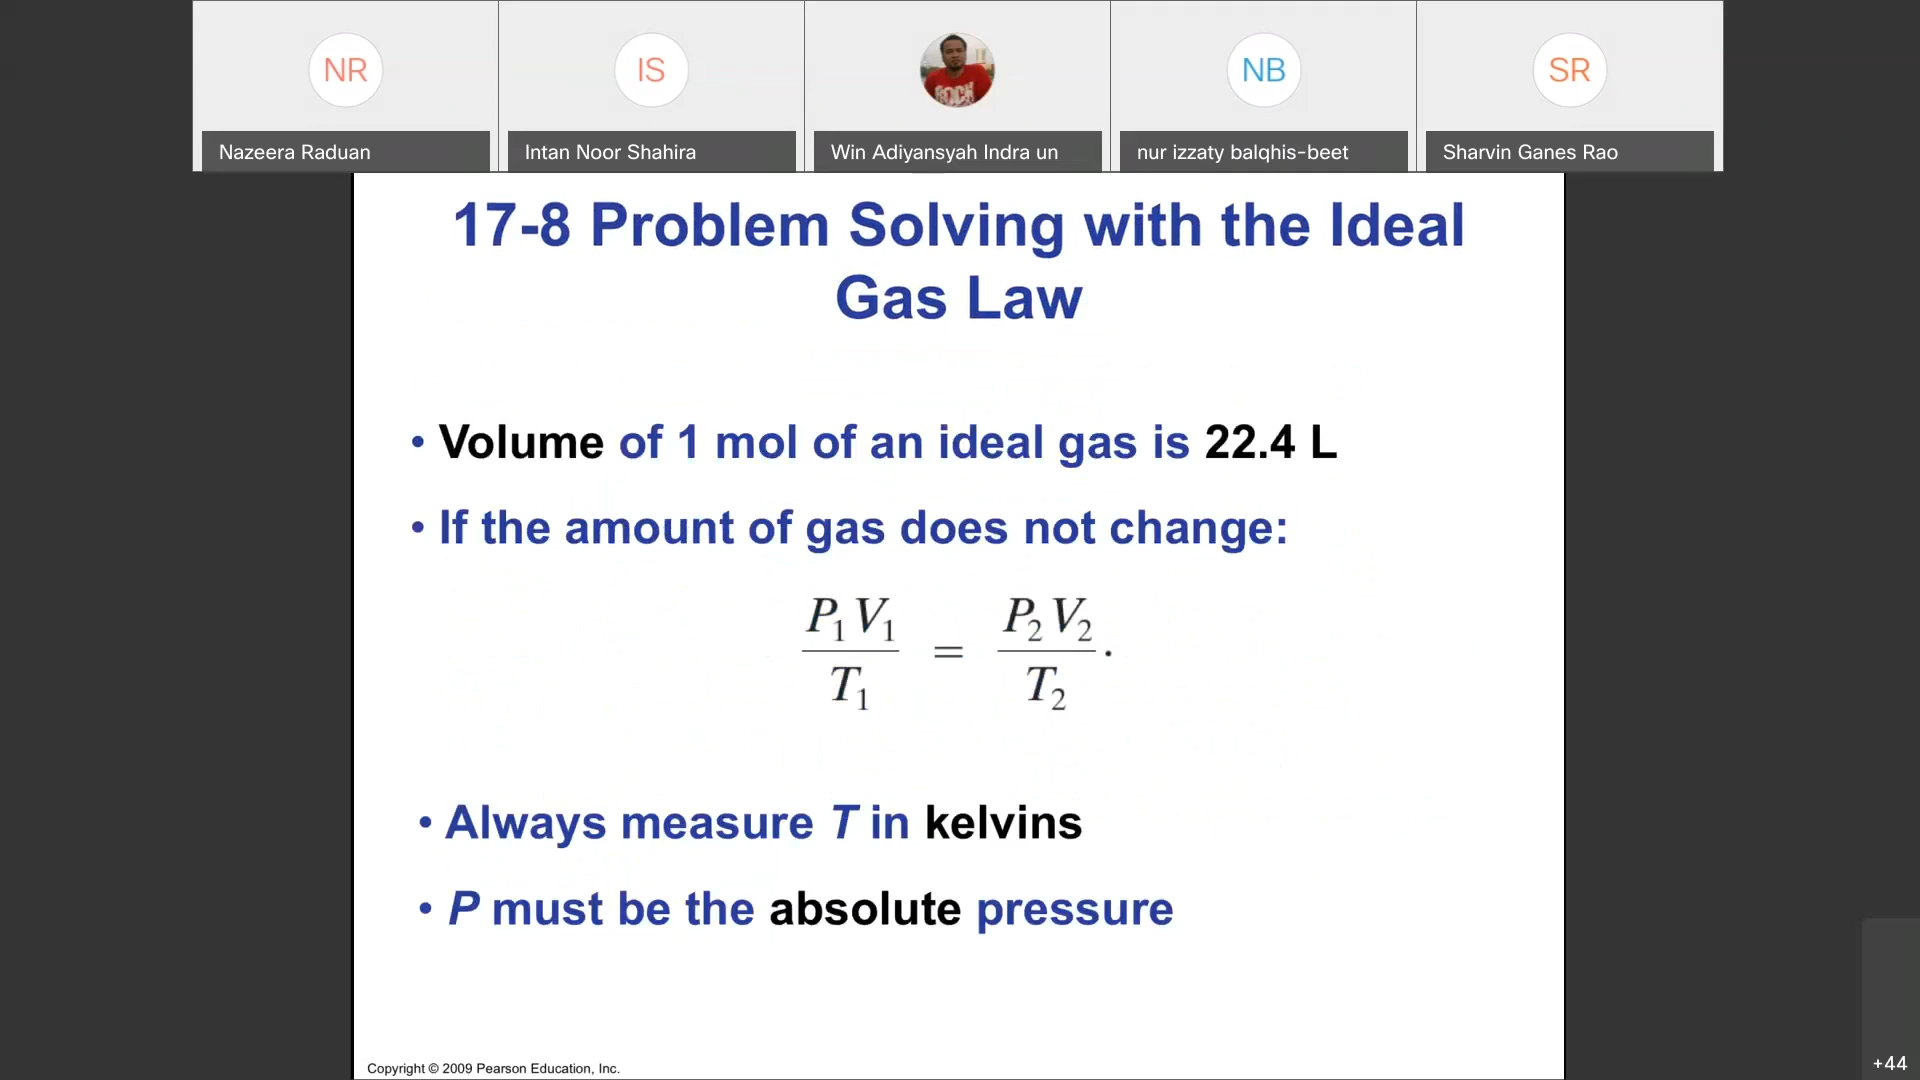 NR
IS
NB
SR
Nazeera Raduan
Intan Noor Shahira
Win Adiyansyah Indra un
nur izzaty balqhis-beet
Sharvin Ganes Rao
17-8 Problem Solving with the Ideal
Gas Law
• Volume of 1 mol of an ideal gas is 22.4 L
• If the amount of gas does not change:
P₁V₁/T₁ = P₂V₂/T₂.
• Always measure T in kelvins
• P must be the absolute pressure
Copyright © 2009 Pearson Education, Inc.
+44